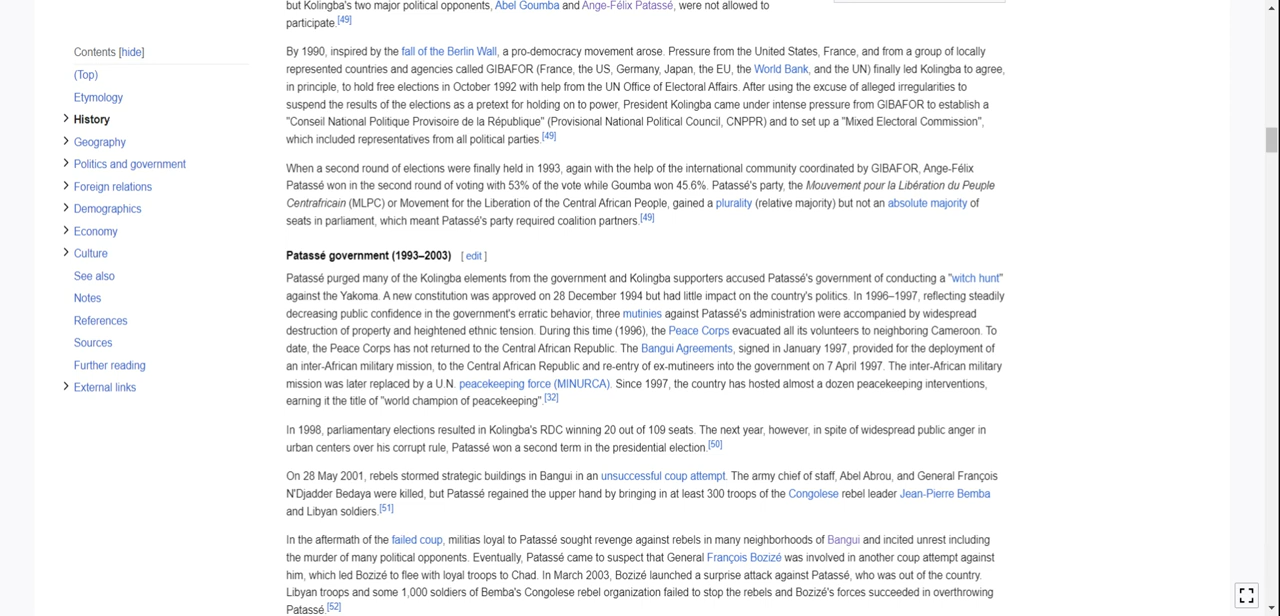 but Kolingba's two major political opponents, Abel Goumba and Ange-Félix Patassé, were not allowed to
participate.[49]
Contents [hide]
(Top)
Etymology
History
Geography
Politics and government
Foreign relations
Demographics
Economy
Culture
See also
Notes
References
Sources
Further reading
External links
By 1990, inspired by the fall of the Berlin Wall, a pro-democracy movement arose. Pressure from the United States, France, and from a group of locally
represented countries and agencies called GIBAFOR (France, the US, Germany, Japan, the EU, the World Bank, and the UN) finally led Kolingba to agree,
in principle, to hold free elections in October 1992 with help from the UN Office of Electoral Affairs. After using the excuse of alleged irregularities to
suspend the results of the elections as a pretext for holding on to power, President Kolingba came under intense pressure from GIBAFOR to establish a
"Conseil National Politique Provisoire de la République" (Provisional National Political Council, CNPPR) and to set up a "Mixed Electoral Commission",
which included representatives from all political parties.[49]
When a second round of elections were finally held in 1993, again with the help of the international community coordinated by GIBAFOR, Ange-Félix
Patassé won in the second round of voting with 53% of the vote while Goumba won 45.6%. Patassé's party, the Mouvement pour la Libération du Peuple
Centrafricain (MLPC) or Movement for the Liberation of the Central African People, gained a plurality (relative majority) but not an absolute majority of
seats in parliament, which meant Patassé's party required coalition partners.[49]
Patassé government (1993–2003) [ edit ]
Patassé purged many of the Kolingba elements from the government and Kolingba supporters accused Patassé's government of conducting a "witch hunt"
against the Yakoma. A new constitution was approved on 28 December 1994 but had little impact on the country's politics. In 1996–1997, reflecting steadily
decreasing public confidence in the government's erratic behavior, three mutinies against Patassé's administration were accompanied by widespread
destruction of property and heightened ethnic tension. During this time (1996), the Peace Corps evacuated all its volunteers to neighboring Cameroon. To
date, the Peace Corps has not returned to the Central African Republic. The Bangui Agreements, signed in January 1997, provided for the deployment of
an inter-African military mission, to the Central African Republic and re-entry of ex-mutineers into the government on 7 April 1997. The inter-African military
mission was later replaced by a U.N. peacekeeping force (MINURCA). Since 1997, the country has hosted almost a dozen peacekeeping interventions,
earning it the title of "world champion of peacekeeping".[32]
In 1998, parliamentary elections resulted in Kolingba's RDC winning 20 out of 109 seats. The next year, however, in spite of widespread public anger in
urban centers over his corrupt rule, Patassé won a second term in the presidential election.[50]
On 28 May 2001, rebels stormed strategic buildings in Bangui in an unsuccessful coup attempt. The army chief of staff, Abel Abrou, and General François
N'Djadder Bedaya were killed, but Patassé regained the upper hand by bringing in at least 300 troops of the Congolese rebel leader Jean-Pierre Bemba
and Libyan soldiers.[51]
In the aftermath of the failed coup, militias loyal to Patassé sought revenge against rebels in many neighborhoods of Bangui and incited unrest including
the murder of many political opponents. Eventually, Patassé came to suspect that General François Bozizé was involved in another coup attempt against
him, which led Bozizé to flee with loyal troops to Chad. In March 2003, Bozizé launched a surprise attack against Patassé, who was out of the country.
Libyan troops and some 1,000 soldiers of Bemba's Congolese rebel organization failed to stop the rebels and Bozizé's forces succeeded in overthrowing
Patassé.[52]